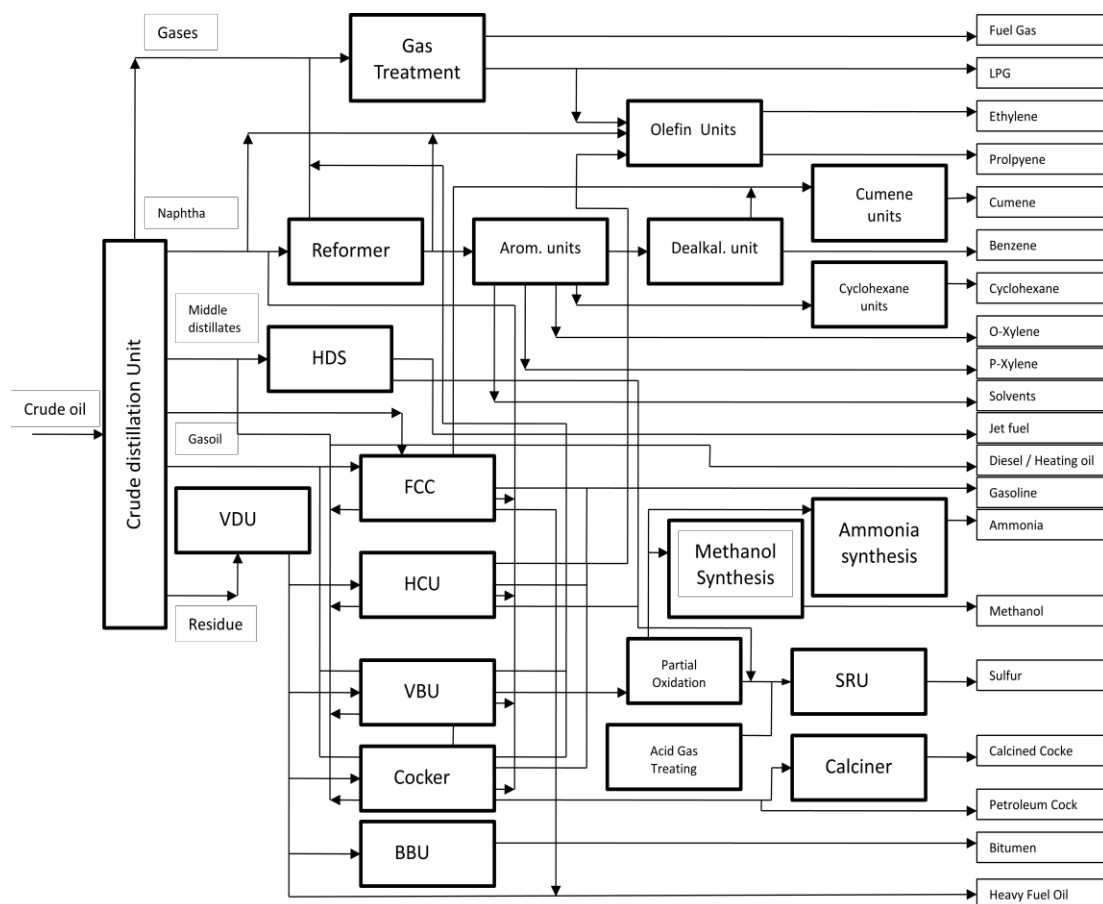 Gases
Gas
Treatment
Fuel Gas
LPG
Olefin Units
Ethylene
Prolpyene
Naphtha
Cumene
units
Cumene
Reformer
Arom. units
Dealkal. unit
Benzene
Cyclohexane
units
Cyclohexane
Middle
distillates
O-Xylene
HDS
P-Xylene
Solvents
Crude oil
Crude distillation Unit
Jet fuel
Gasoil
Diesel / Heating oil
FCC
Gasoline
VDU
Ammonia
synthesis
Ammonia
Methanol
Synthesis
HCU
Methanol
Residue
Partial
Oxidation
SRU
Sulfur
VBU
Acid Gas
Treating
Calciner
Calcined Cocke
Cocker
Petroleum Cock
BBU
Bitumen
Heavy Fuel Oil